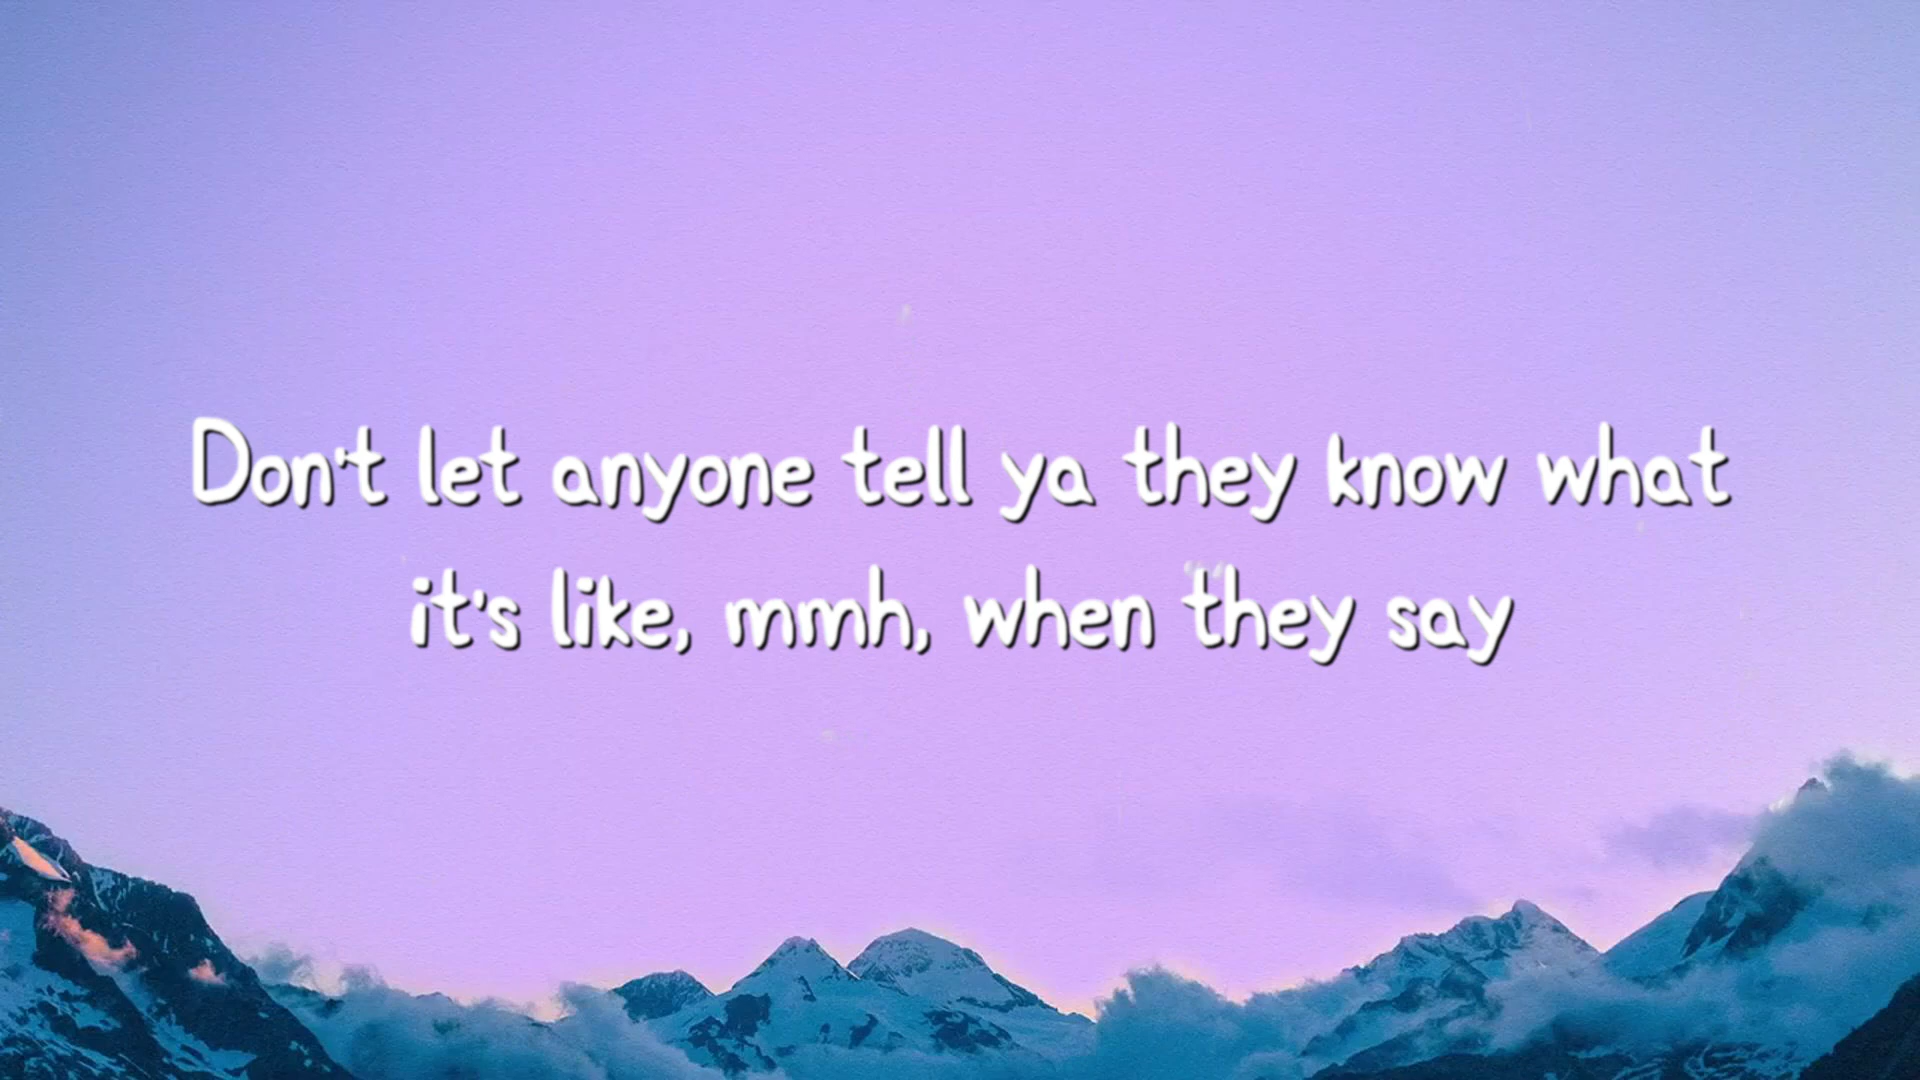 Don't let anyone tell ya they know what
it's like, mmh, when they say